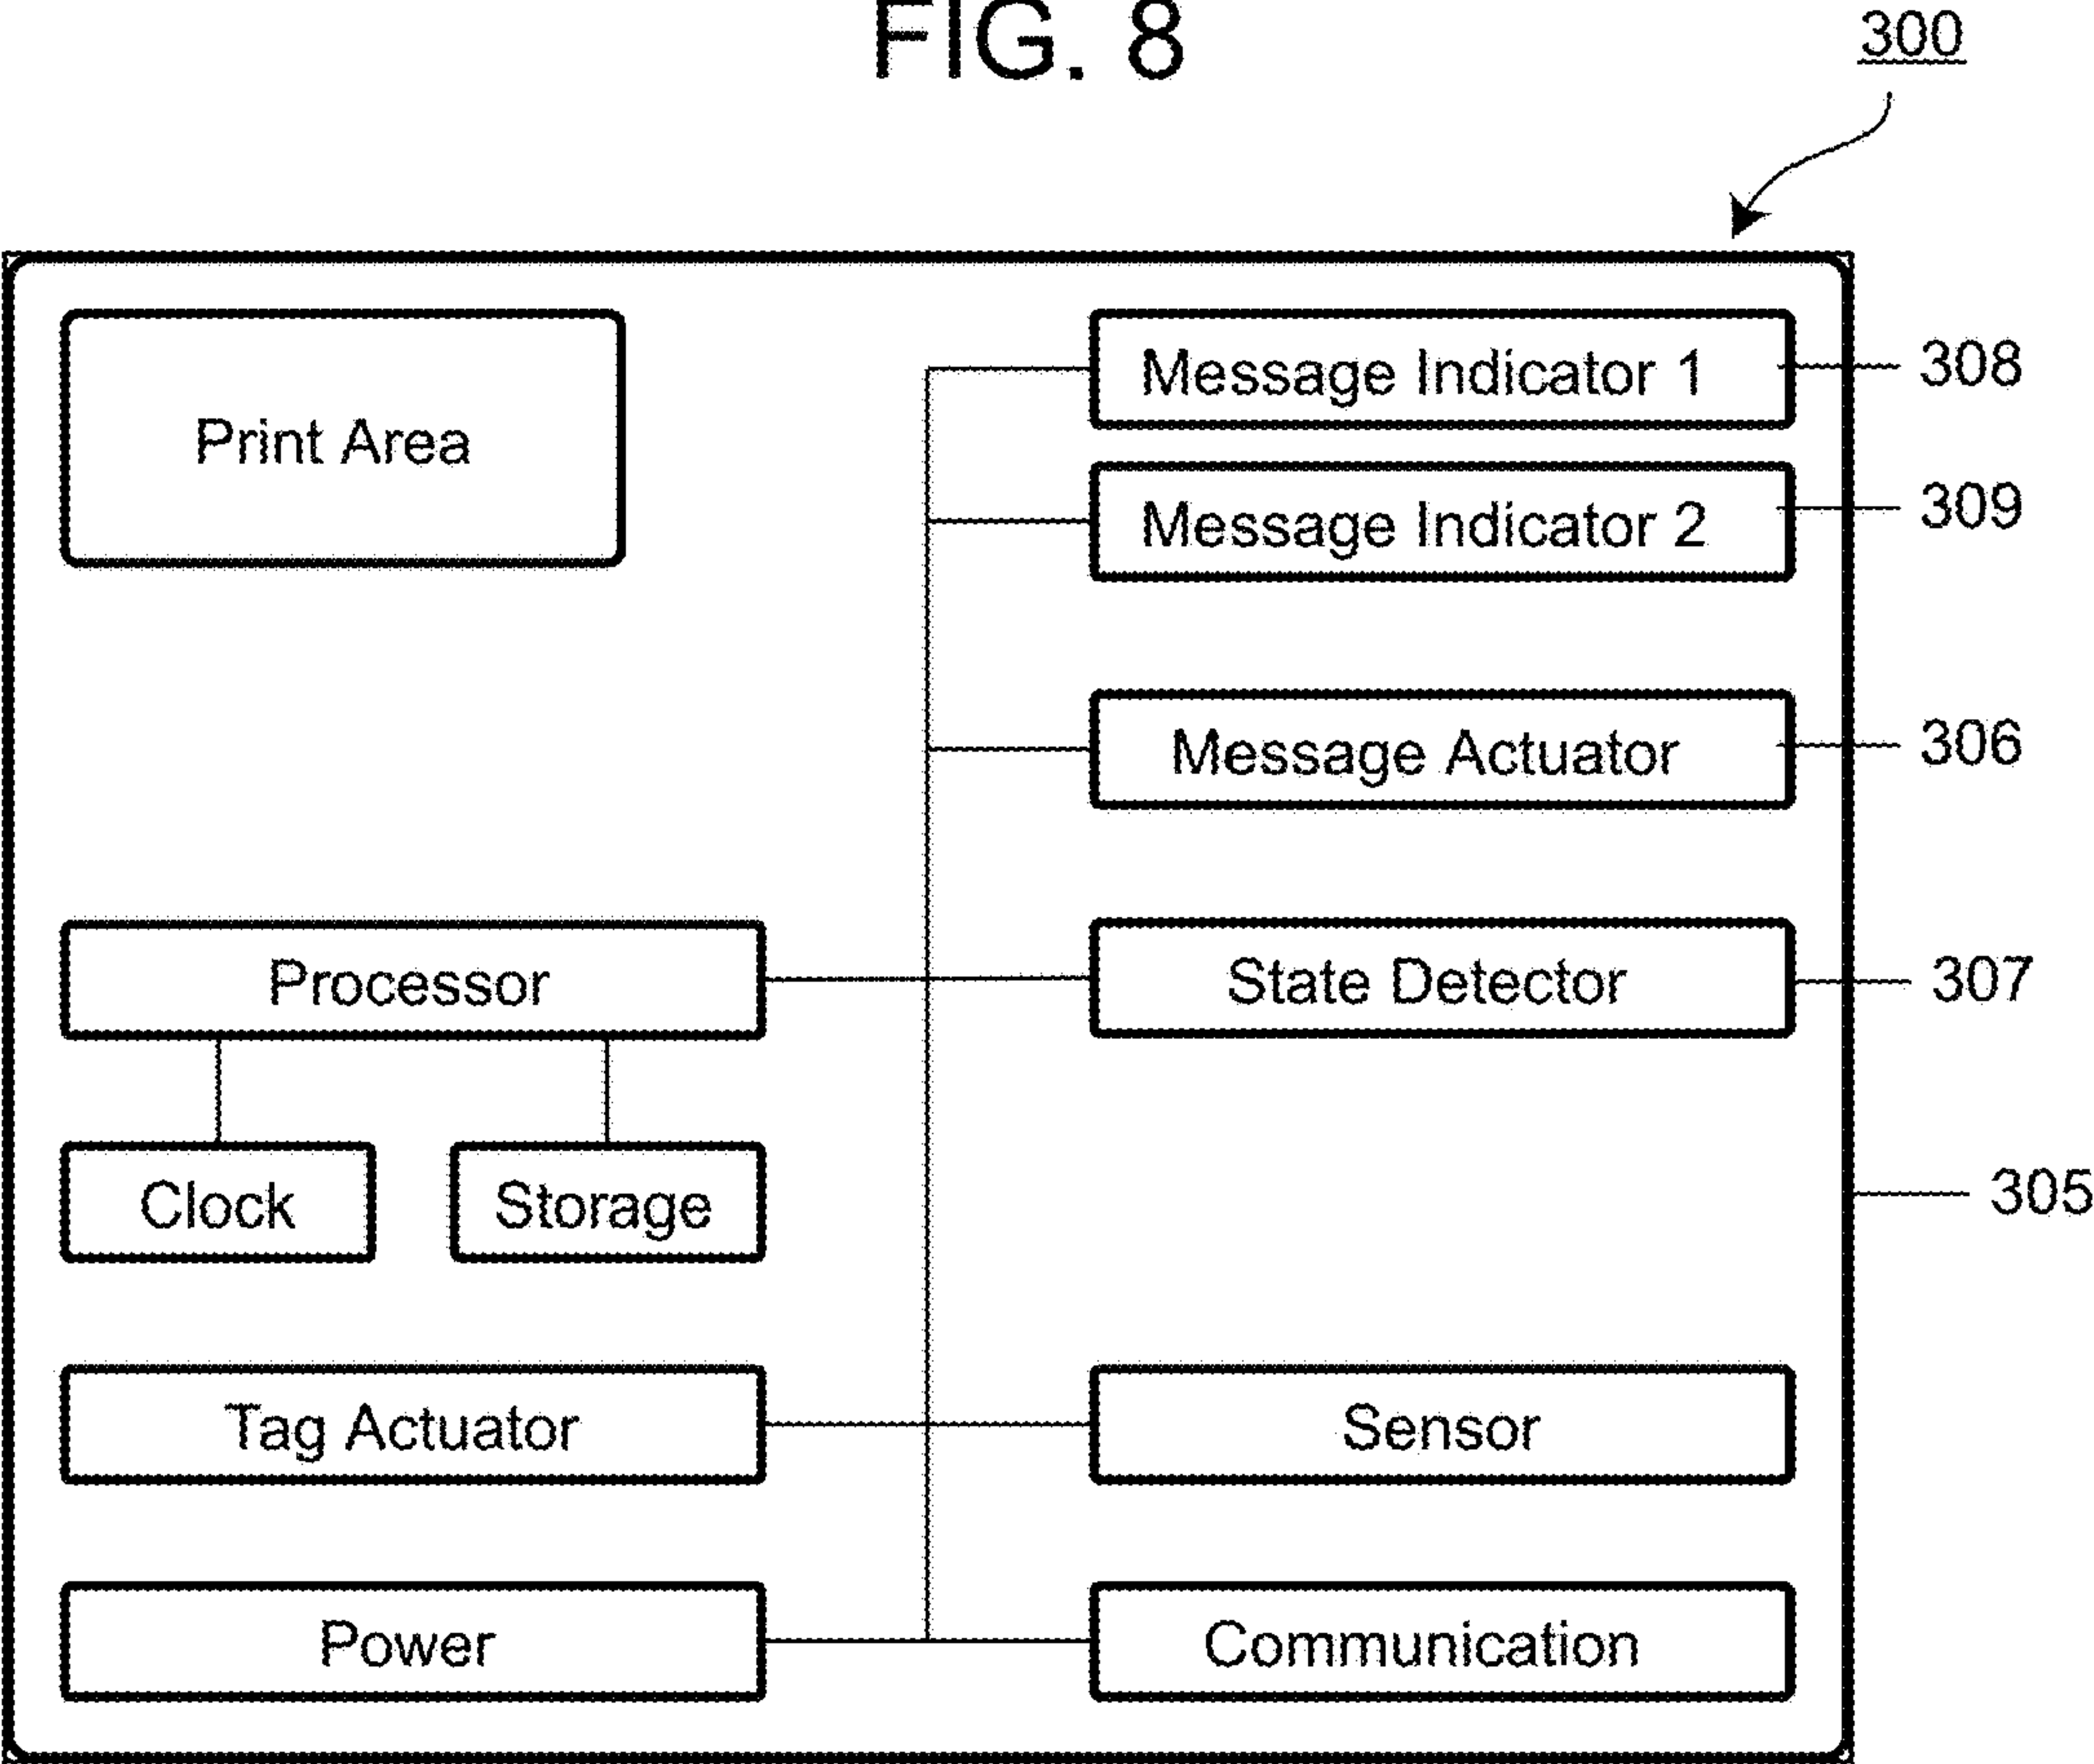 FIG. 8
300
Print Area
Message Indicator 1
308
Message Indicator 2
309
Message Actuator
306
Processor
State Detector
307
Clock
Storage
305
Tag Actuator
Sensor
Power
Communication